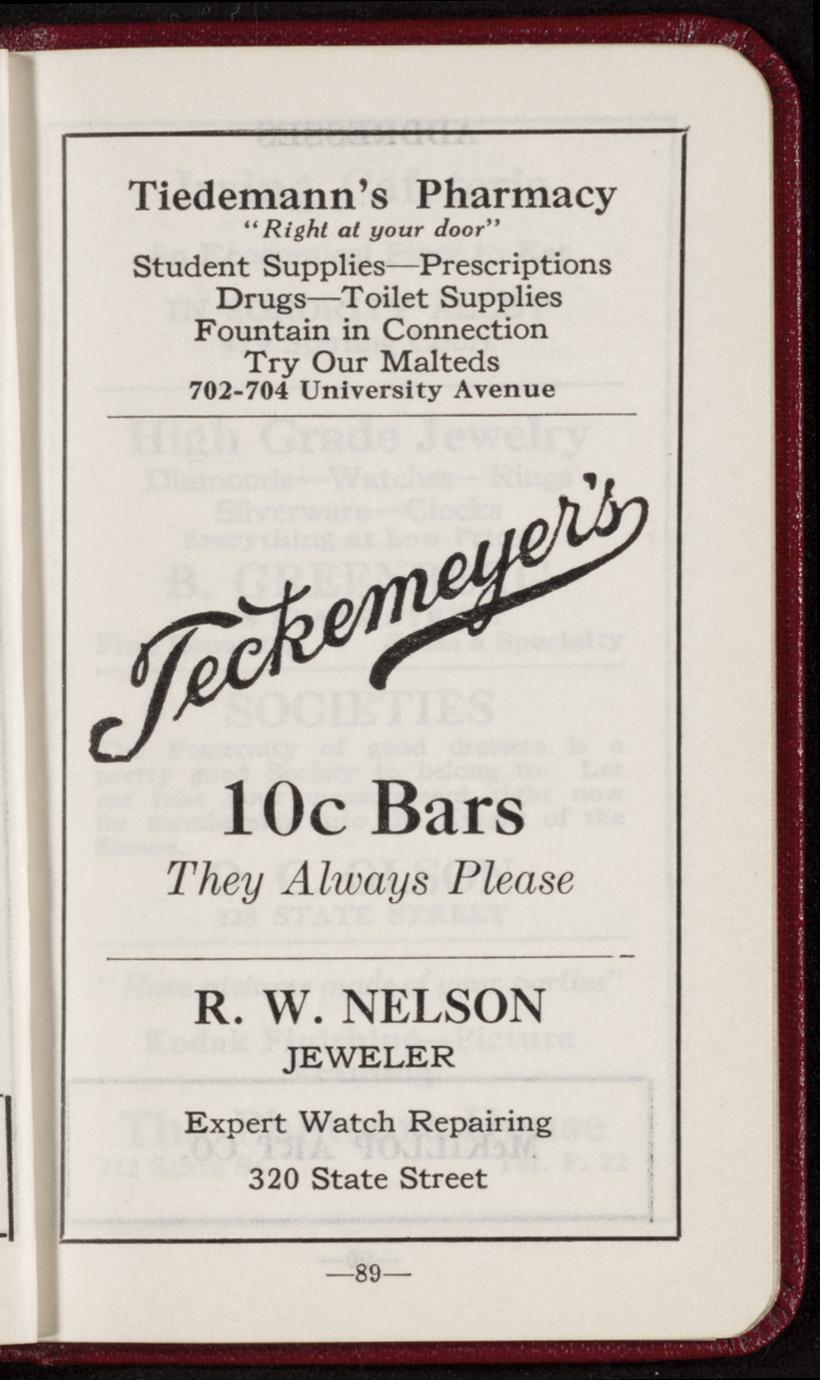 Tiedemann's Pharmacy
"Right at your door"
Student Supplies—Prescriptions
Drugs—Toilet Supplies
Fountain in Connection
Try Our Malteds
702-704 University Avenue
Teckemeyer's
10c Bars
They Always Please
R. W. NELSON
JEWELER
Expert Watch Repairing
320 State Street
—89—